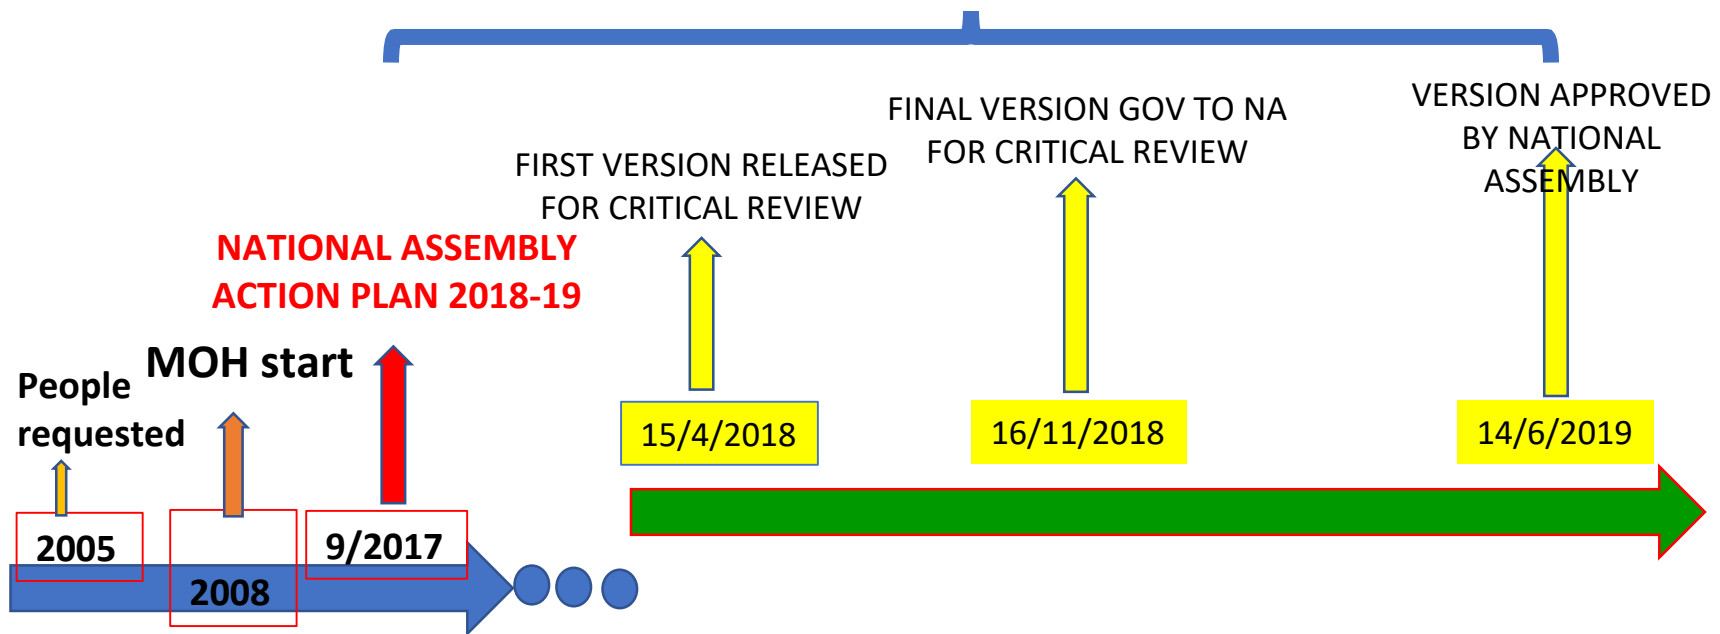 People
requested
2005
MOH start
2008
NATIONAL ASSEMBLY
ACTION PLAN 2018-19
9/2017
FIRST VERSION RELEASED
FOR CRITICAL REVIEW
15/4/2018
FINAL VERSION GOV TO NA
FOR CRITICAL REVIEW
16/11/2018
VERSION APPROVED
BY NATIONAL
ASSEMBLY
14/6/2019